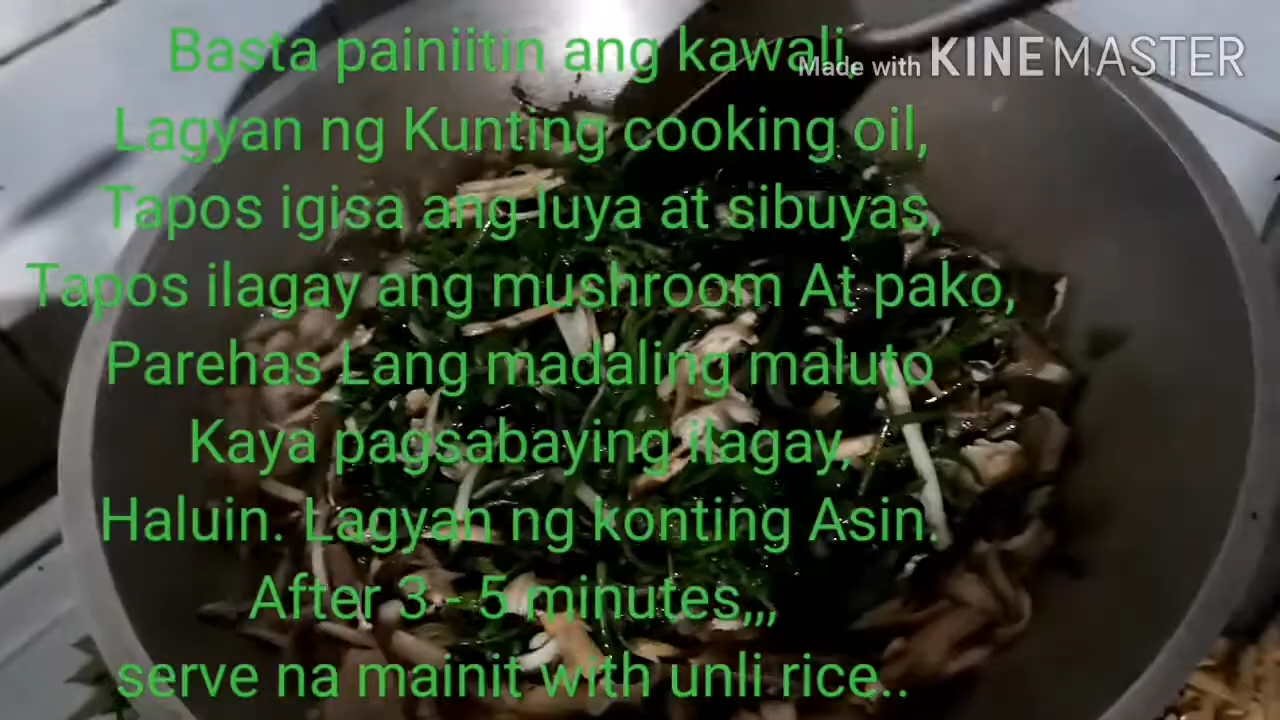 Basta painiitin ang kawali,
Made with KINEMASTER
Lagyan ng Kunting cooking oil,
Tapos igisa ang luya at sibuyas,
Tapos ilagay ang mushroom At pako,
Parehas Lang madaling maluto
Kaya pagsabaying ilagay,
Haluin. Lagyan ng konting Asin.
After 3 - 5 minutes,,,
serve na mainit with unli rice..